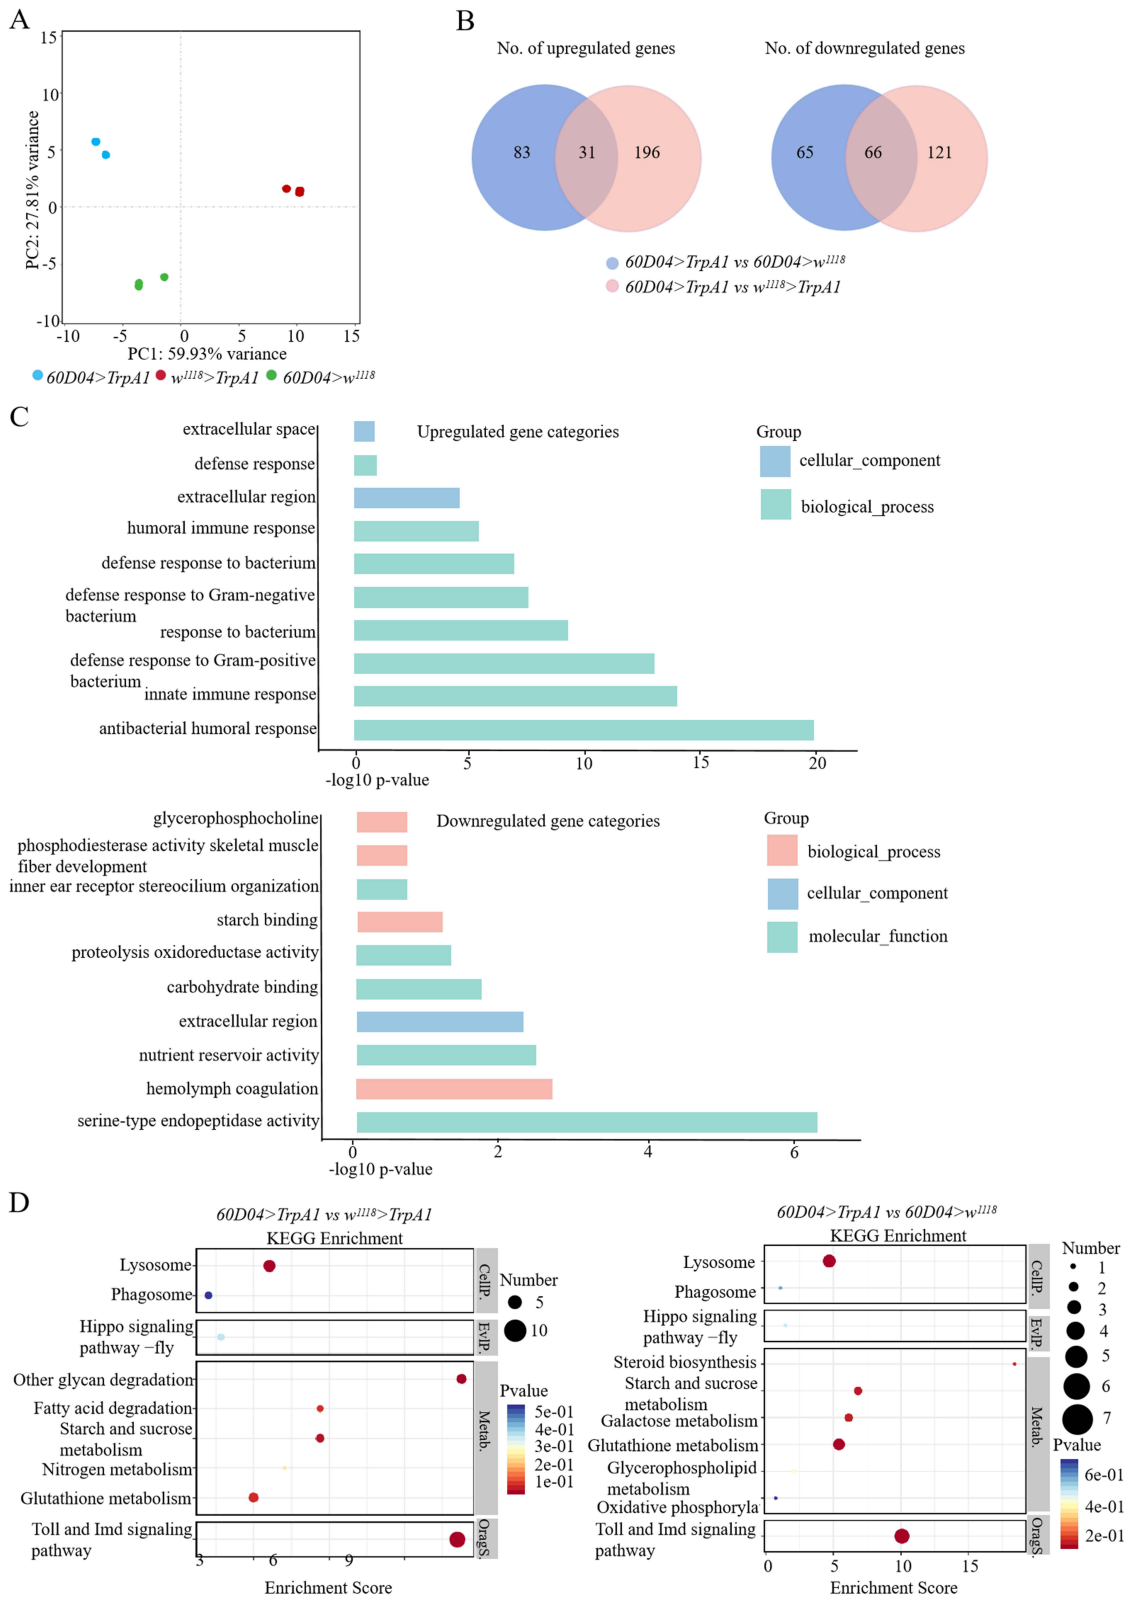 A
15
10
5
0
-5
-10
PC2: 27.81% variance
-10 -5 0 5 10 15
PC1: 59.93% variance
60D04>TrpA1 w1118>TrpA1 60D04>w1118
B
No. of upregulated genes No. of downregulated genes
83 31 196 65 66 121
60D04>TrpA1 vs 60D04>w1118
60D04>TrpA1 vs w1118>TrpA1
C
Upregulated gene categories
extracellular space
defense response
extracellular region
humoral immune response
defense response to bacterium
defense response to Gram-negative
bacterium
response to bacterium
defense response to Gram-positive
bacterium
innate immune response
antibacterial humoral response
0 5 10 15 20
-log10 p-value
Group
cellular_component
biological_process
Downregulated gene categories
glycerophosphocholine
phosphodiesterase activity skeletal muscle
fiber development
inner ear receptor stereocilium organization
starch binding
proteolysis oxidoreductase activity
carbohydrate binding
extracellular region
nutrient reservoir activity
hemolymph coagulation
serine-type endopeptidase activity
0 2 4 6
-log10 p-value
Group
biological_process
cellular_component
molecular_function
D
60D04>TrpA1 vs w1118>TrpA1
KEGG Enrichment
Lysosome
Phagosome
Hippo signaling
pathway −fly
Other glycan degradation
Fatty acid degradation
Starch and sucrose
metabolism
Nitrogen metabolism
Glutathione metabolism
Toll and Imd signaling
pathway
CellP.
EvlP.
Metab.
OragS.
3 6 9
Enrichment Score
Number
5
10
Pvalue
5e-01
4e-01
3e-01
2e-01
1e-01
60D04>TrpA1 vs 60D04>w1118
KEGG Enrichment
Lysosome
Phagosome
Hippo signaling
pathway −fly
Steroid biosynthesis
Starch and sucrose
metabolism
Galactose metabolism
Glutathione metabolism
Glycerophospholipid
metabolism
Oxidative phosphoryla
Toll and Imd signaling
pathway
CellP.
EvlP.
Metab.
OragS
0 5 10 15
Enrichment Score
Number
1
2
3
4
5
6
7
Pvalue
6e-01
4e-01
2e-01